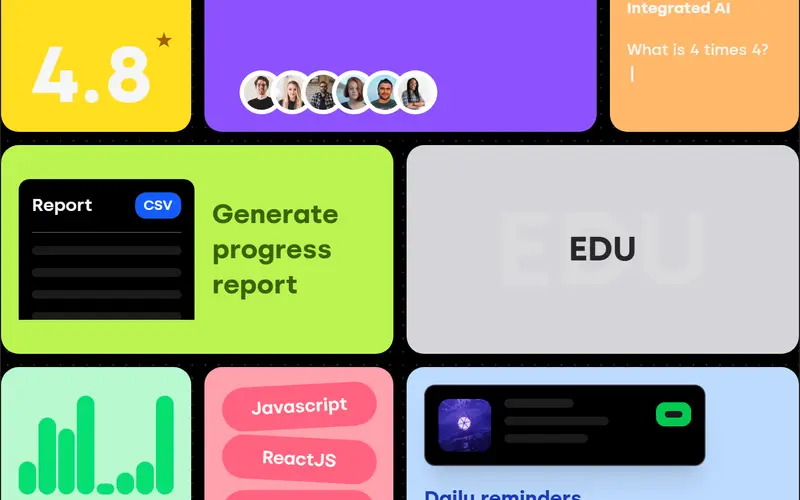 4.8
Integrated AI
What is 4 times 4?
Report
CSV
Generate
progress
report
EDU
EDU
Javascript
ReactJS
Daily reminders